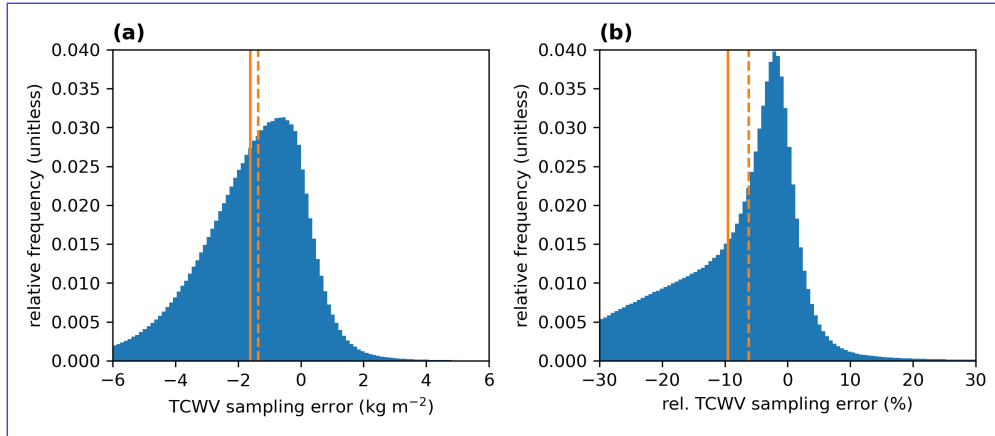 (a)
0.040
0.035
0.030
0.025
0.020
0.015
0.010
0.005
0.000
relative frequency (unitless)
−6 −4 −2 0 2 4 6
TCWV sampling error (kg m⁻²)
(b)
0.040
0.035
0.030
0.025
0.020
0.015
0.010
0.005
0.000
relative frequency (unitless)
−30 −20 −10 0 10 20 30
rel. TCWV sampling error (%)